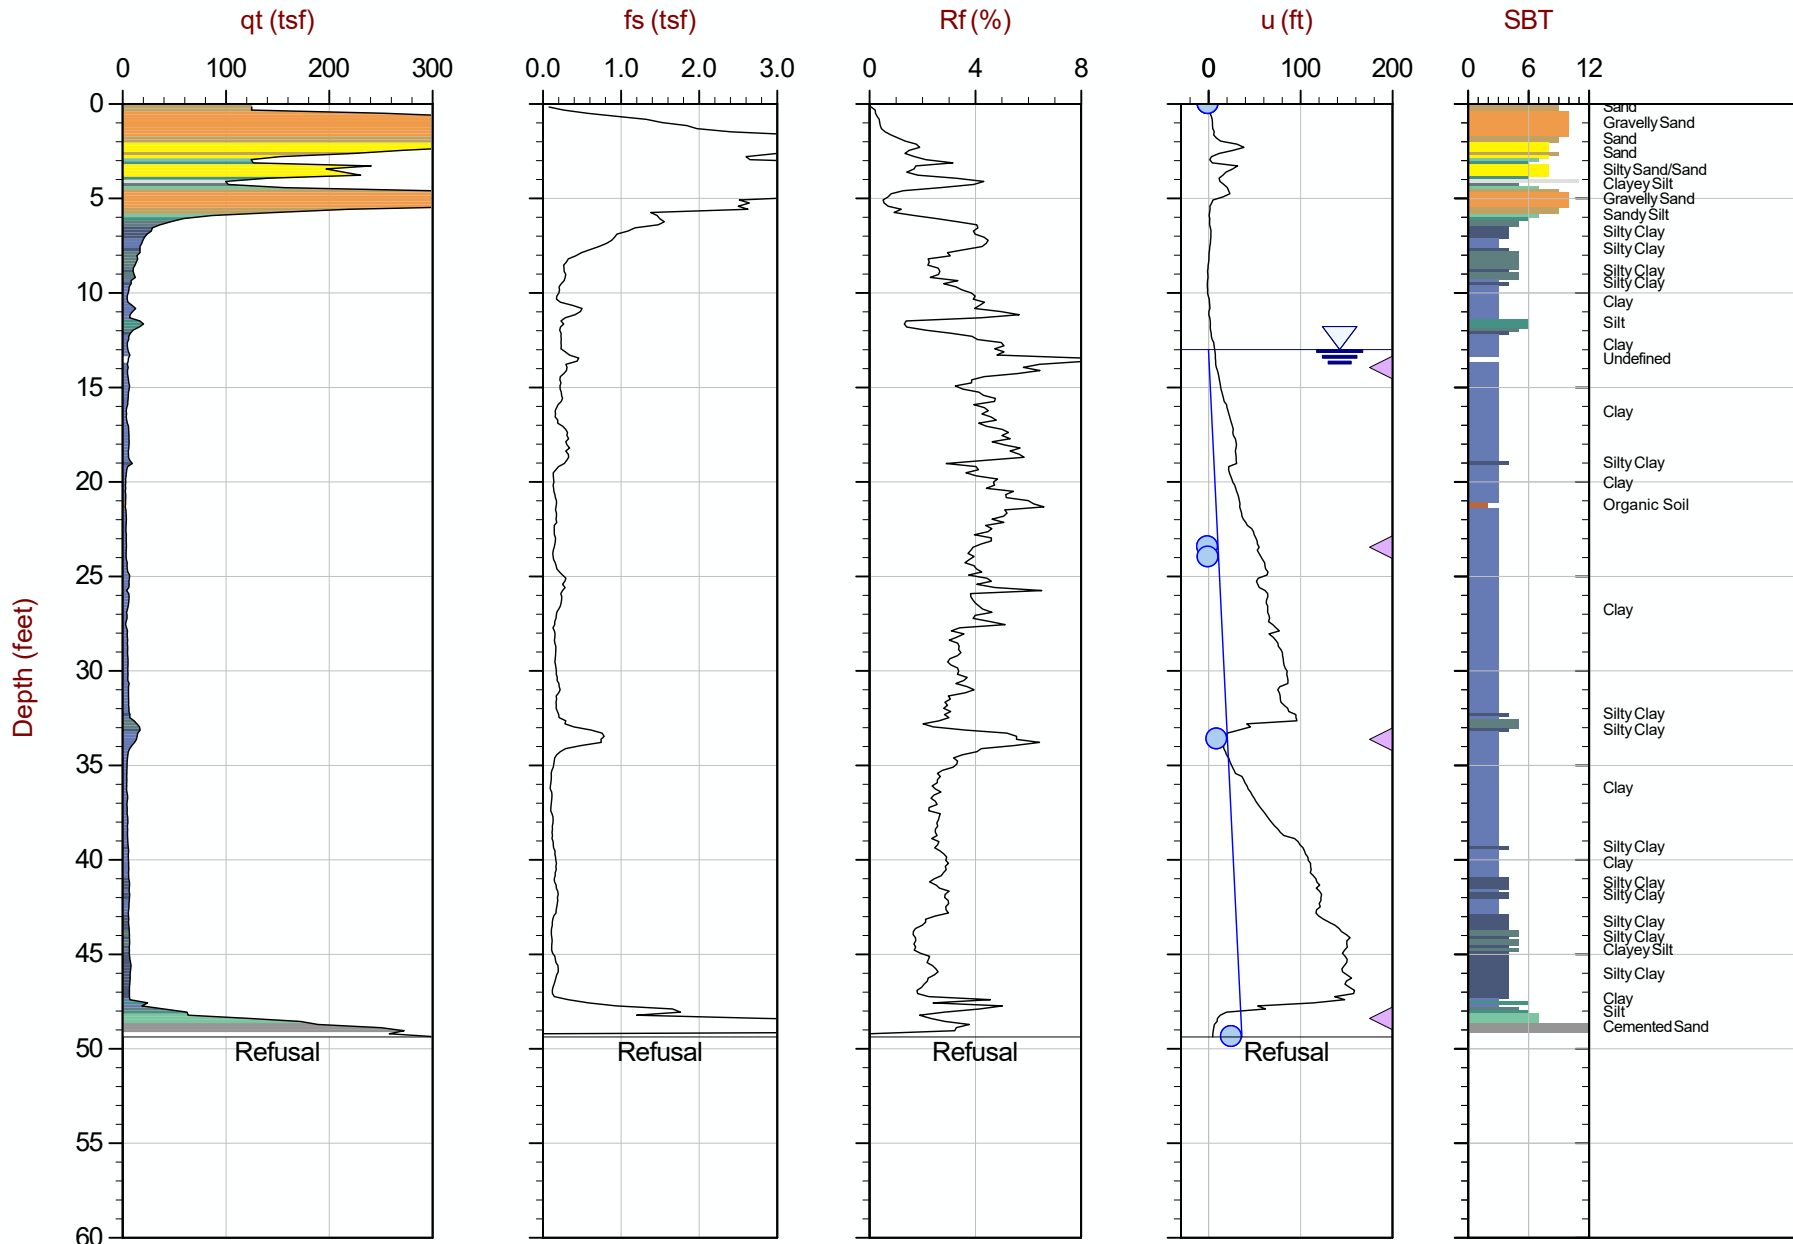 qt (tsf) fs (tsf) Rf (%) u (ft) SBT
0 100 200 300 0.0 1.0 2.0 3.0 0 4 8 0 100 200 0 6 12
0
5
10
15
20
25
30
35
40
45
50
55
60
Depth (feet)
Refusal Refusal Refusal Refusal
Sand
Gravelly Sand
Sand
Sand
Silty Sand/Sand
Clayey Silt
Gravelly Sand
Sandy Silt
Silty Clay
Silty Clay
Silty Clay
Silty Clay
Clay
Silt
Clay
Undefined
Clay
Silty Clay
Clay
Organic Soil
Clay
Silty Clay
Silty Clay
Clay
Silty Clay
Clay
Silty Clay
Silty Clay
Silty Clay
Silty Clay
Clayey Silt
Silty Clay
Clay
Silt
Cemented Sand